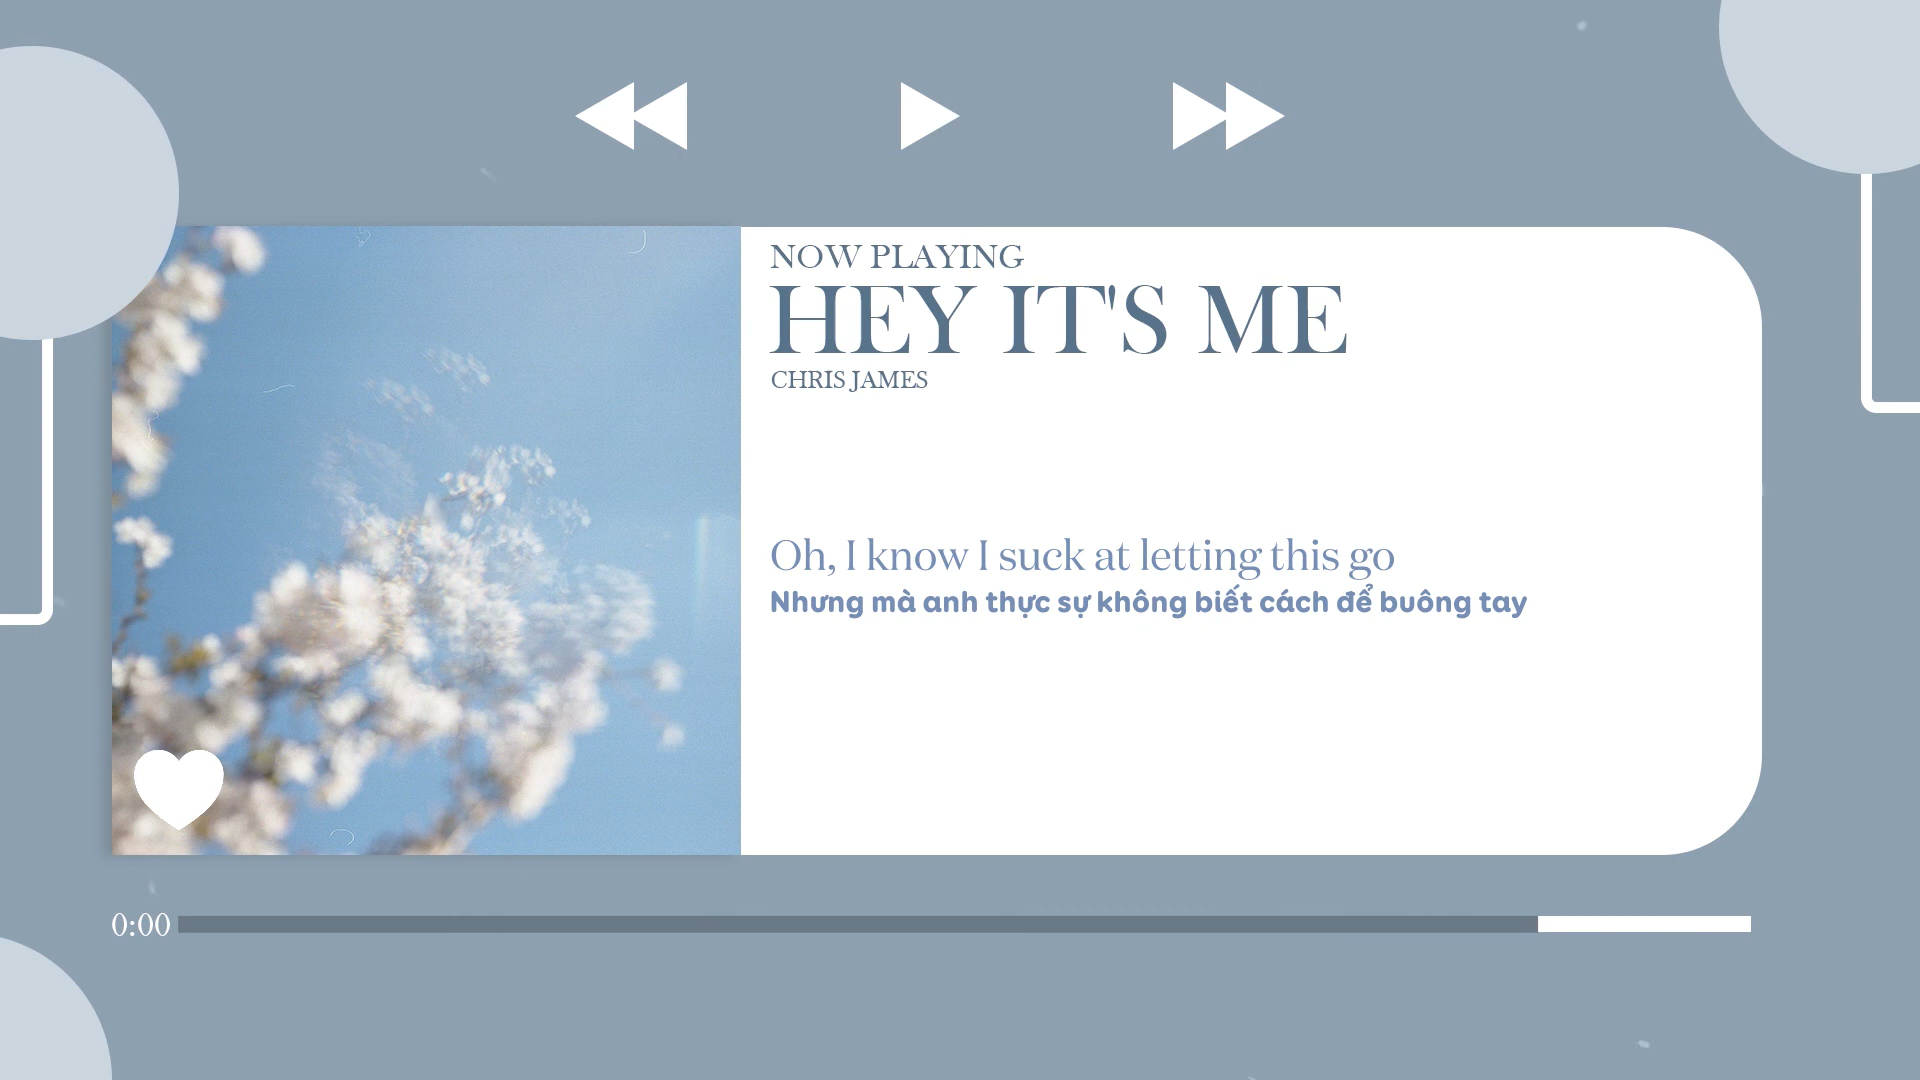 NOW PLAYING
HEY IT'S ME
CHRIS JAMES
Oh, I know I suck at letting this go
Nhưng mà anh thực sự không biết cách để buông tay
0:00